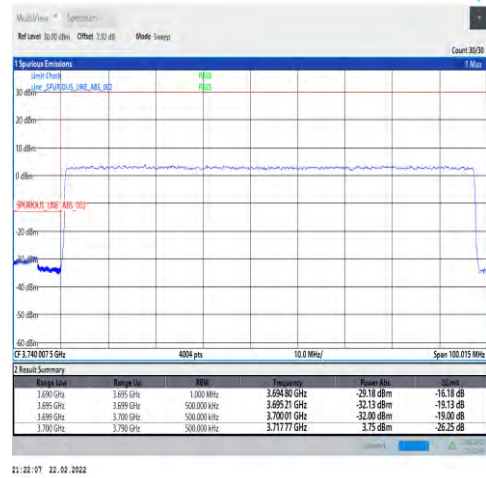 MultiView Spectrum
Ref Level 30.00 dBm Offset 7.92 dB Mode Sweep
Count 30/30
1 Spurious Emissions 1 Max
Limit Check PASS
Line _SPURIOUS_LINE_ABS_002 PASS
30 dBm
20 dBm
10 dBm
0 dBm
_SPURIOUS_LINE_ABS_002
-20 dBm
-30 dBm
-40 dBm
-50 dBm
-60 dBm
CF 3.740 007 5 GHz 4004 pts 10.0 MHz/ Span 100.015 MHz
2 Result Summary
Range Low Range Up RBW Frequency Power Abs ΔLimit
3.690 GHz 3.695 GHz 1.000 MHz 3.694 80 GHz -29.18 dBm -16.18 dB
3.695 GHz 3.699 GHz 500.000 kHz 3.695 21 GHz -32.13 dBm -19.13 dB
3.699 GHz 3.700 GHz 500.000 kHz 3.700 01 GHz -32.00 dBm -19.00 dB
3.700 GHz 3.790 GHz 500.000 kHz 3.717 77 GHz 3.75 dBm -26.25 dB
21:22:07 22.02.2022